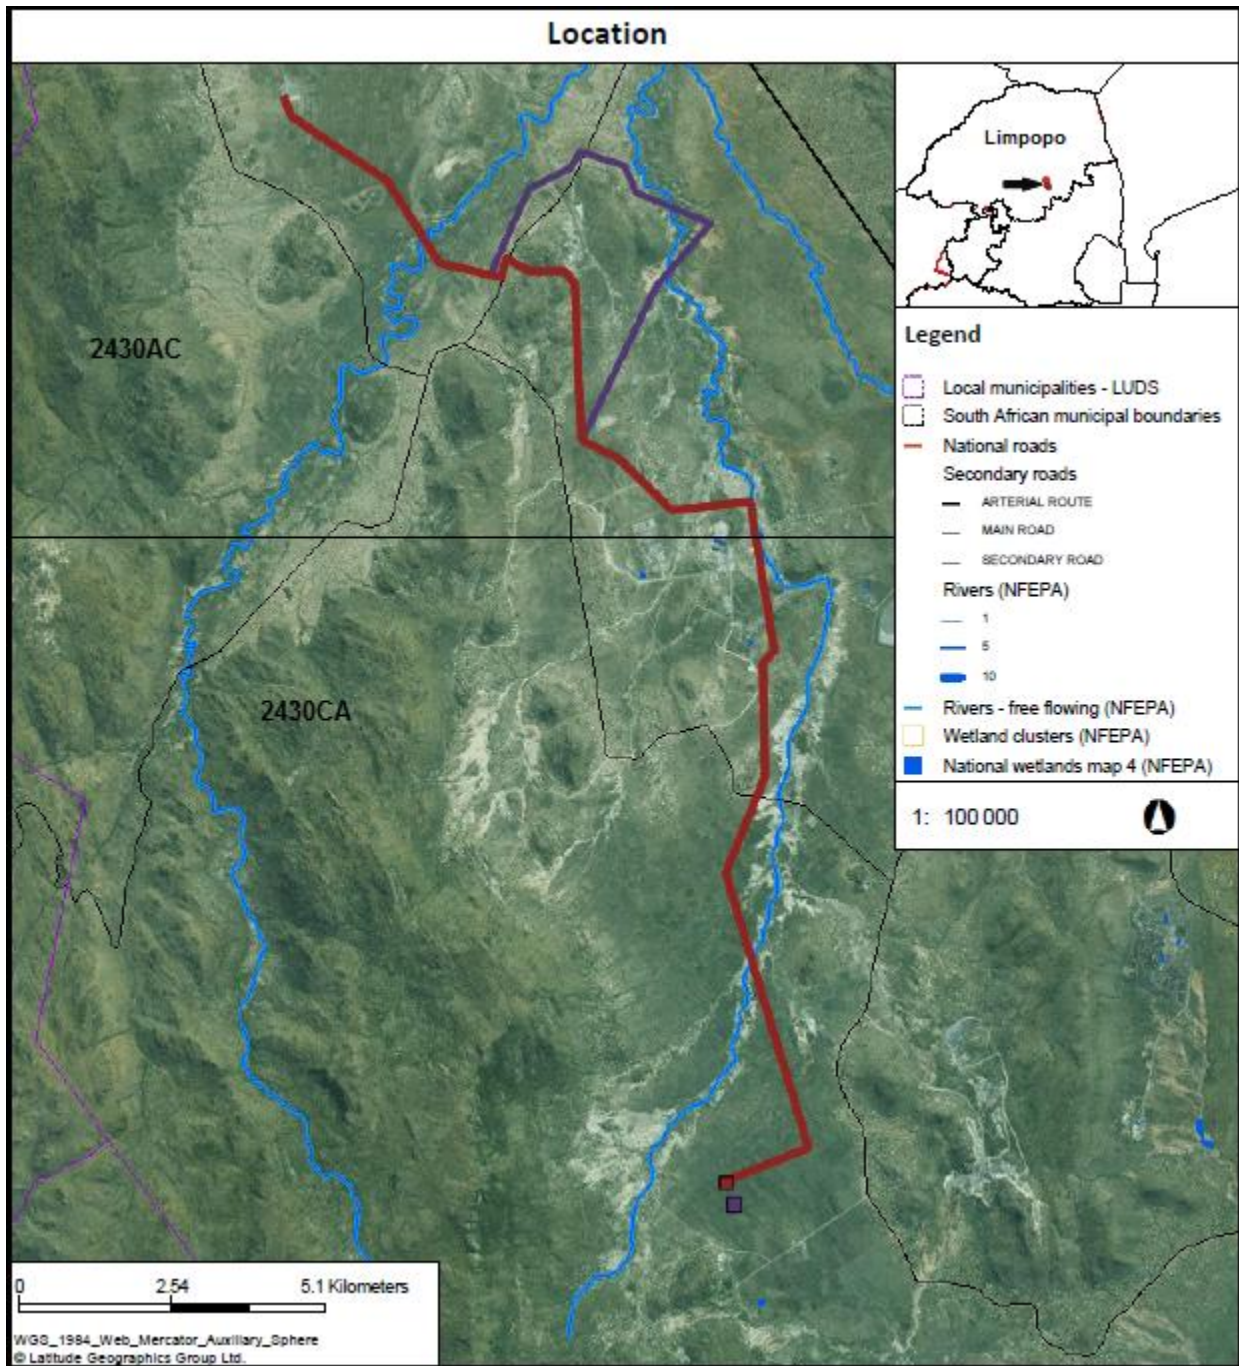 Location
Limpopo
2430AC
2430CA
Legend
Local municipalities - LUDS
South African municipal boundaries
National roads
Secondary roads
ARTERIAL ROUTE
MAIN ROAD
SECONDARY ROAD
Rivers (NFEPA)
1
5
10
Rivers - free flowing (NFEPA)
Wetland clusters (NFEPA)
National wetlands map 4 (NFEPA)
1: 100 000
0 2.54 5.1 Kilometers
WGS_1984_Web_Mercator_Auxiliary_Sphere
© Latitude Geographics Group Ltd.